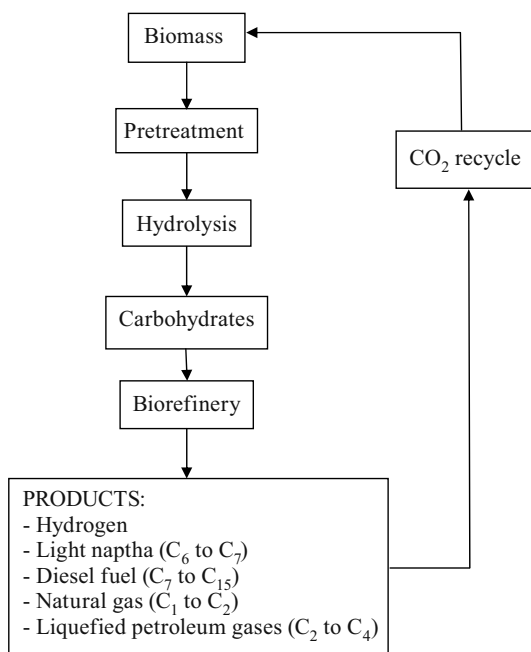 Biomass
Pretreatment
CO₂ recycle
Hydrolysis
Carbohydrates
Biorefinery
PRODUCTS:
- Hydrogen
- Light naptha (C₆ to C₇)
- Diesel fuel (C₇ to C₁₅)
- Natural gas (C₁ to C₂)
- Liquefied petroleum gases (C₂ to C₄)